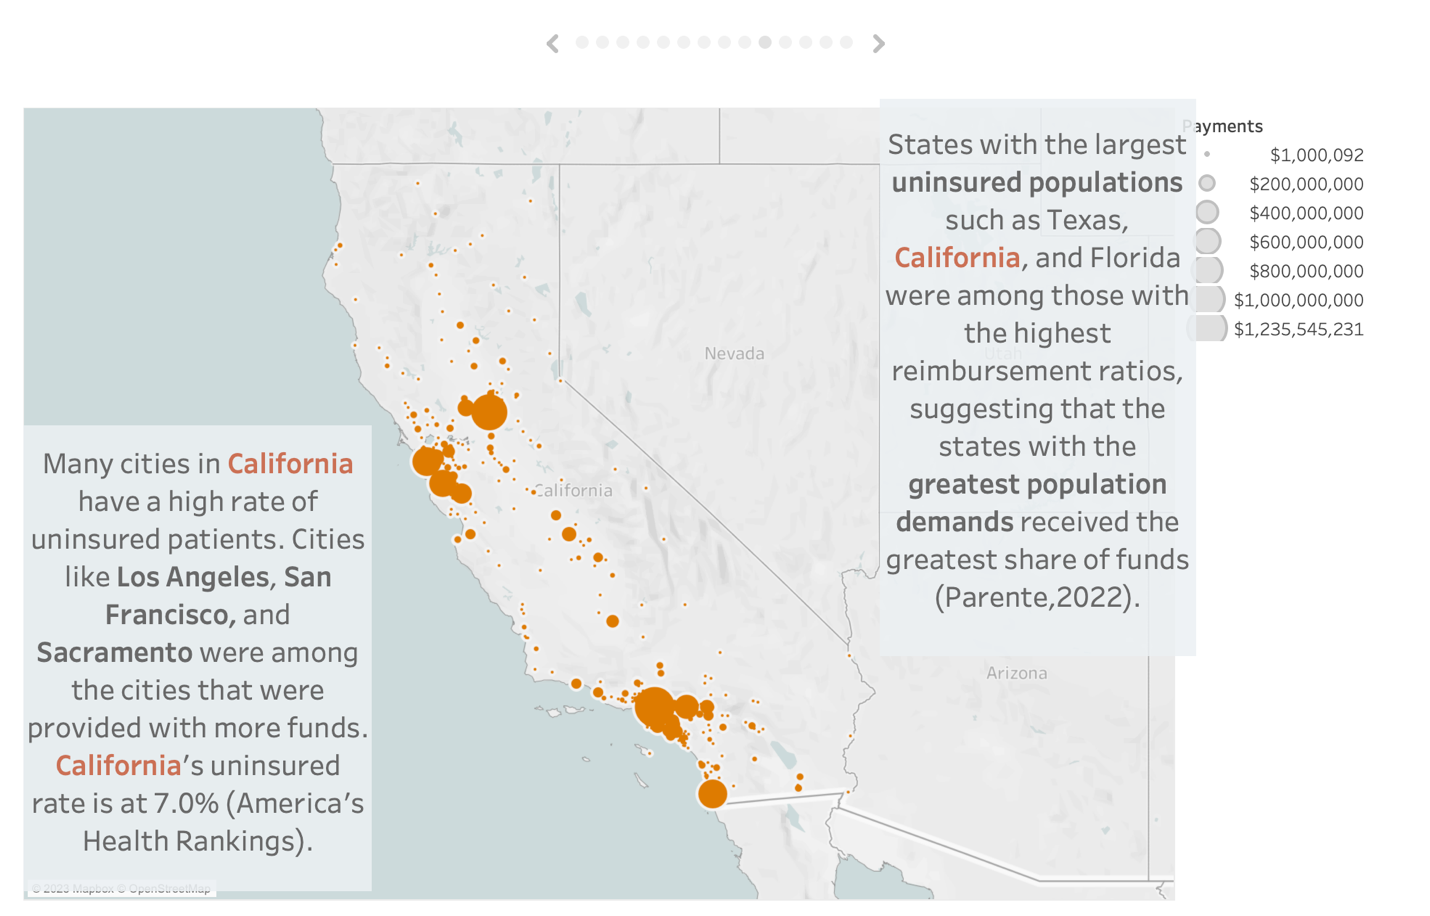 States with the largest
uninsured populations
such as Texas,
California, and Florida
were among those with
the highest
reimbursement ratios,
suggesting that the
states with the
greatest population
demands received the
greatest share of funds
(Parente,2022).
Payments
$1,000,092
$200,000,000
$400,000,000
$600,000,000
$800,000,000
$1,000,000,000
$1,235,545,231
Nevada
Utah
California
Arizona
Many cities in California
have a high rate of
uninsured patients. Cities
like Los Angeles, San
Francisco, and
Sacramento were among
the cities that were
provided with more funds.
California’s uninsured
rate is at 7.0% (America’s
Health Rankings).
© 2023 Mapbox © OpenStreetMap